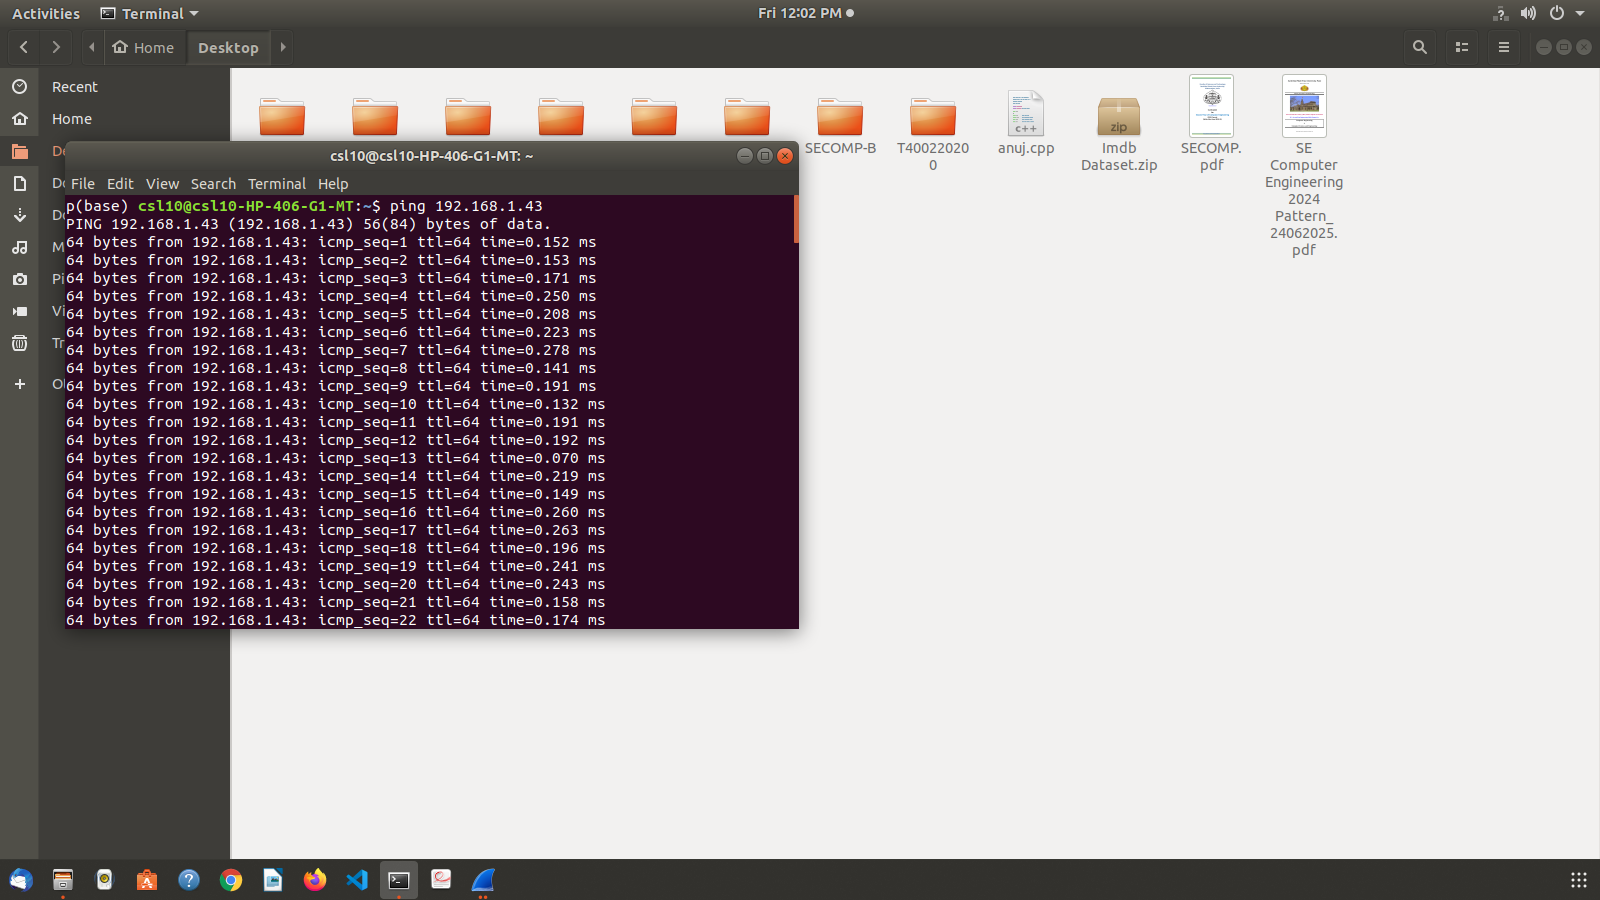 Activities
Terminal
Fri 12:02 PM
Home
Desktop
Recent
Home
De
Do
Do
M
Pi
Vi
Tr
SECOMP-B
T400222020
0
anuj.cpp
C++
zip
Imdb
Dataset.zip
SECOMP.
pdf
SE
Computer
Engineering
2024
Pattern_
24062025.
pdf
csl10@csl10-HP-406-G1-MT: ~
File Edit View Search Terminal Help
p(base) csl10@csl10-HP-406-G1-MT:~$ ping 192.168.1.43
PING 192.168.1.43 (192.168.1.43) 56(84) bytes of data.
64 bytes from 192.168.1.43: icmp_seq=1 ttl=64 time=0.152 ms
64 bytes from 192.168.1.43: icmp_seq=2 ttl=64 time=0.153 ms
64 bytes from 192.168.1.43: icmp_seq=3 ttl=64 time=0.171 ms
64 bytes from 192.168.1.43: icmp_seq=4 ttl=64 time=0.250 ms
64 bytes from 192.168.1.43: icmp_seq=5 ttl=64 time=0.208 ms
64 bytes from 192.168.1.43: icmp_seq=6 ttl=64 time=0.223 ms
64 bytes from 192.168.1.43: icmp_seq=7 ttl=64 time=0.278 ms
64 bytes from 192.168.1.43: icmp_seq=8 ttl=64 time=0.141 ms
64 bytes from 192.168.1.43: icmp_seq=9 ttl=64 time=0.191 ms
64 bytes from 192.168.1.43: icmp_seq=10 ttl=64 time=0.132 ms
64 bytes from 192.168.1.43: icmp_seq=11 ttl=64 time=0.191 ms
64 bytes from 192.168.1.43: icmp_seq=12 ttl=64 time=0.192 ms
64 bytes from 192.168.1.43: icmp_seq=13 ttl=64 time=0.070 ms
64 bytes from 192.168.1.43: icmp_seq=14 ttl=64 time=0.219 ms
64 bytes from 192.168.1.43: icmp_seq=15 ttl=64 time=0.149 ms
64 bytes from 192.168.1.43: icmp_seq=16 ttl=64 time=0.260 ms
64 bytes from 192.168.1.43: icmp_seq=17 ttl=64 time=0.263 ms
64 bytes from 192.168.1.43: icmp_seq=18 ttl=64 time=0.196 ms
64 bytes from 192.168.1.43: icmp_seq=19 ttl=64 time=0.241 ms
64 bytes from 192.168.1.43: icmp_seq=20 ttl=64 time=0.243 ms
64 bytes from 192.168.1.43: icmp_seq=21 ttl=64 time=0.158 ms
64 bytes from 192.168.1.43: icmp_seq=22 ttl=64 time=0.174 ms